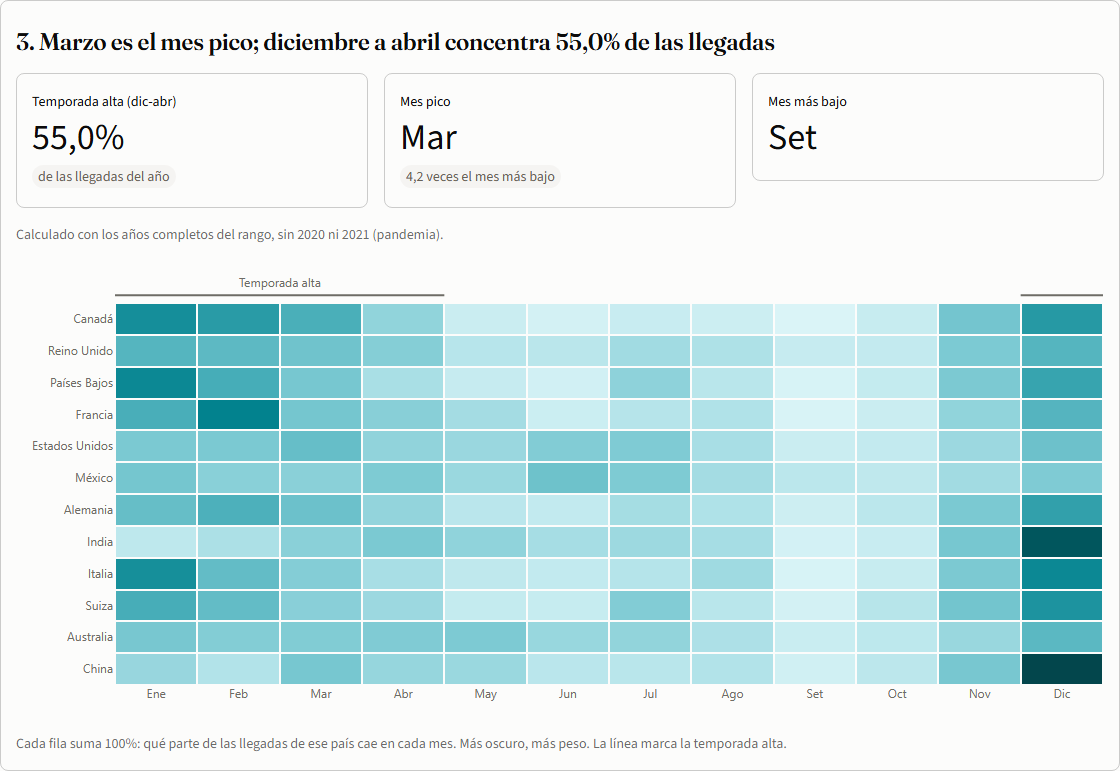 3. Marzo es el mes pico; diciembre a abril concentra 55,0% de las llegadas
Temporada alta (dic-abr)
55,0%
de las llegadas del año
Mes pico
Mar
4,2 veces el mes más bajo
Mes más bajo
Set
Calculado con los años completos del rango, sin 2020 ni 2021 (pandemia).
Temporada alta
Canadá
Reino Unido
Países Bajos
Francia
Estados Unidos
México
Alemania
India
Italia
Suiza
Australia
China
Ene Feb Mar Abr May Jun Jul Ago Set Oct Nov Dic
Cada fila suma 100%: qué parte de las llegadas de ese país cae en cada mes. Más oscuro, más peso. La línea marca la temporada alta.